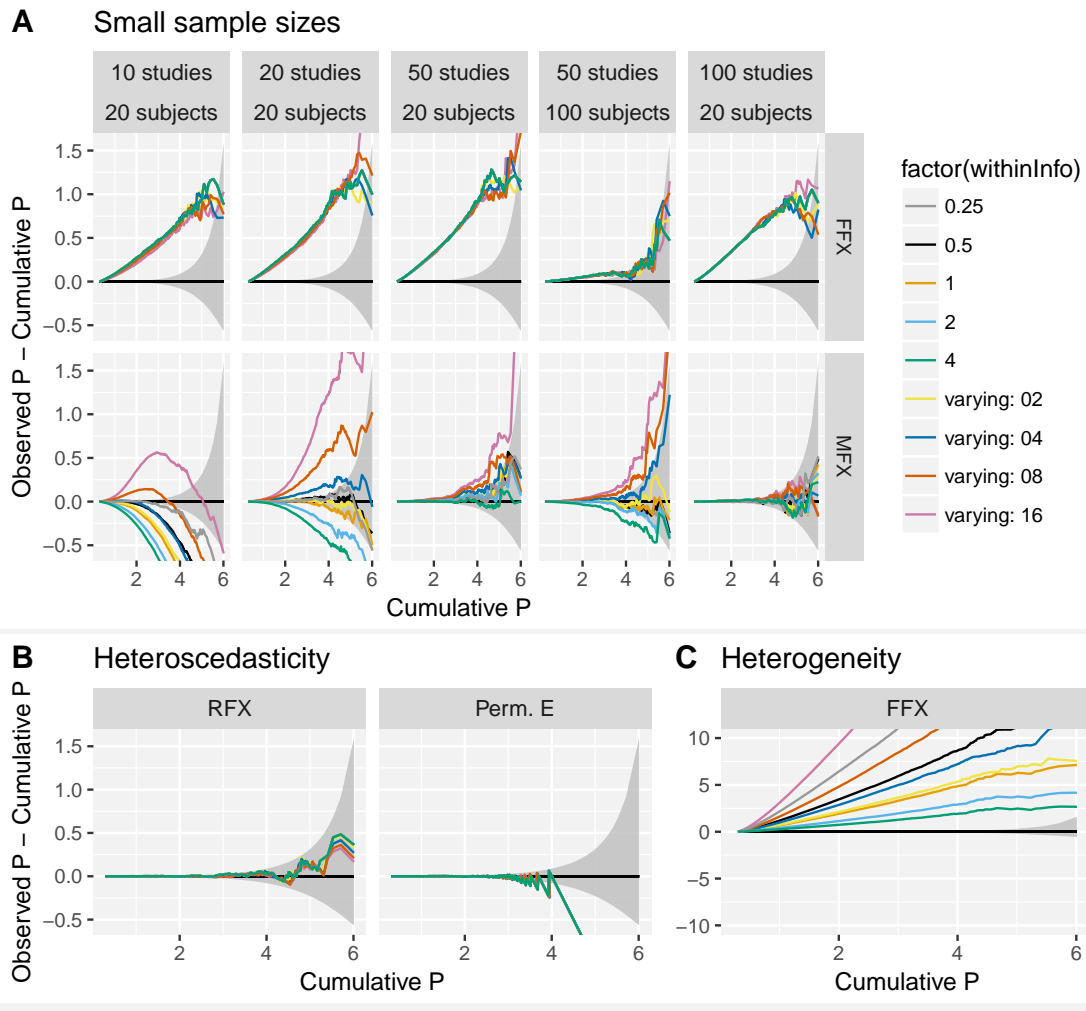 A Small sample sizes
10 studies 20 studies 50 studies 50 studies 100 studies
20 subjects 20 subjects 20 subjects 100 subjects 20 subjects
Observed P − Cumulative P
1.5
1.0
0.5
0.0
−0.5
FFX
1.5
1.0
0.5
0.0
−0.5
MFX
2 4 6 2 4 6 2 4 6 2 4 6 2 4 6
Cumulative P
factor(withinInfo)
0.25
0.5
1
2
4
varying: 02
varying: 04
varying: 08
varying: 16
B Heteroscedasticity
RFX Perm. E
Observed P − Cumulative P
1.5
1.0
0.5
0.0
−0.5
2 4 6 2 4 6
Cumulative P
C Heterogeneity
FFX
10
5
0
−5
−10
2 4 6
Cumulative P